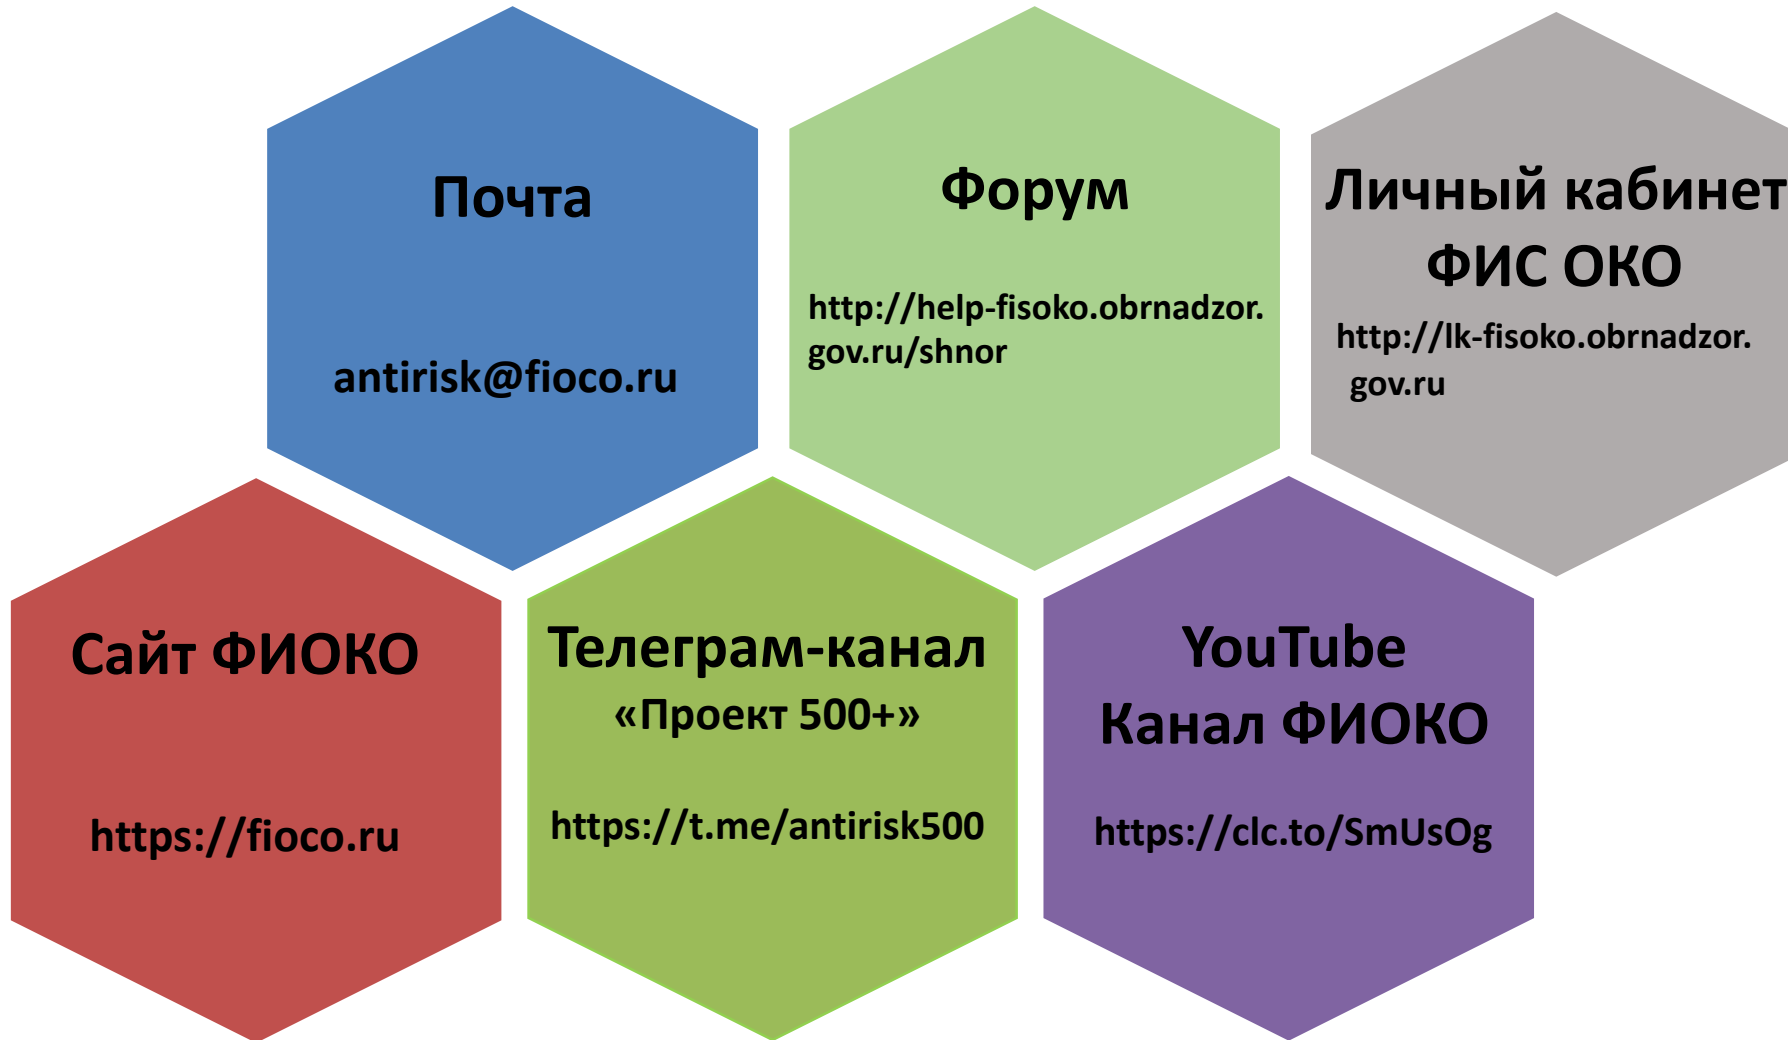 Почта
antirisk@fioco.ru
Форум
http://help-fisoko.obrnadzor.
gov.ru/shnor
Личный кабинет
ФИС ОКО
http://lk-fisoko.obrnadzor.
gov.ru
Сайт ФИОКО
https://fioco.ru
Телеграм-канал
«Проект 500+»
https://t.me/antirisk500
YouTube
Канал ФИОКО
https://clc.to/SmUsOg